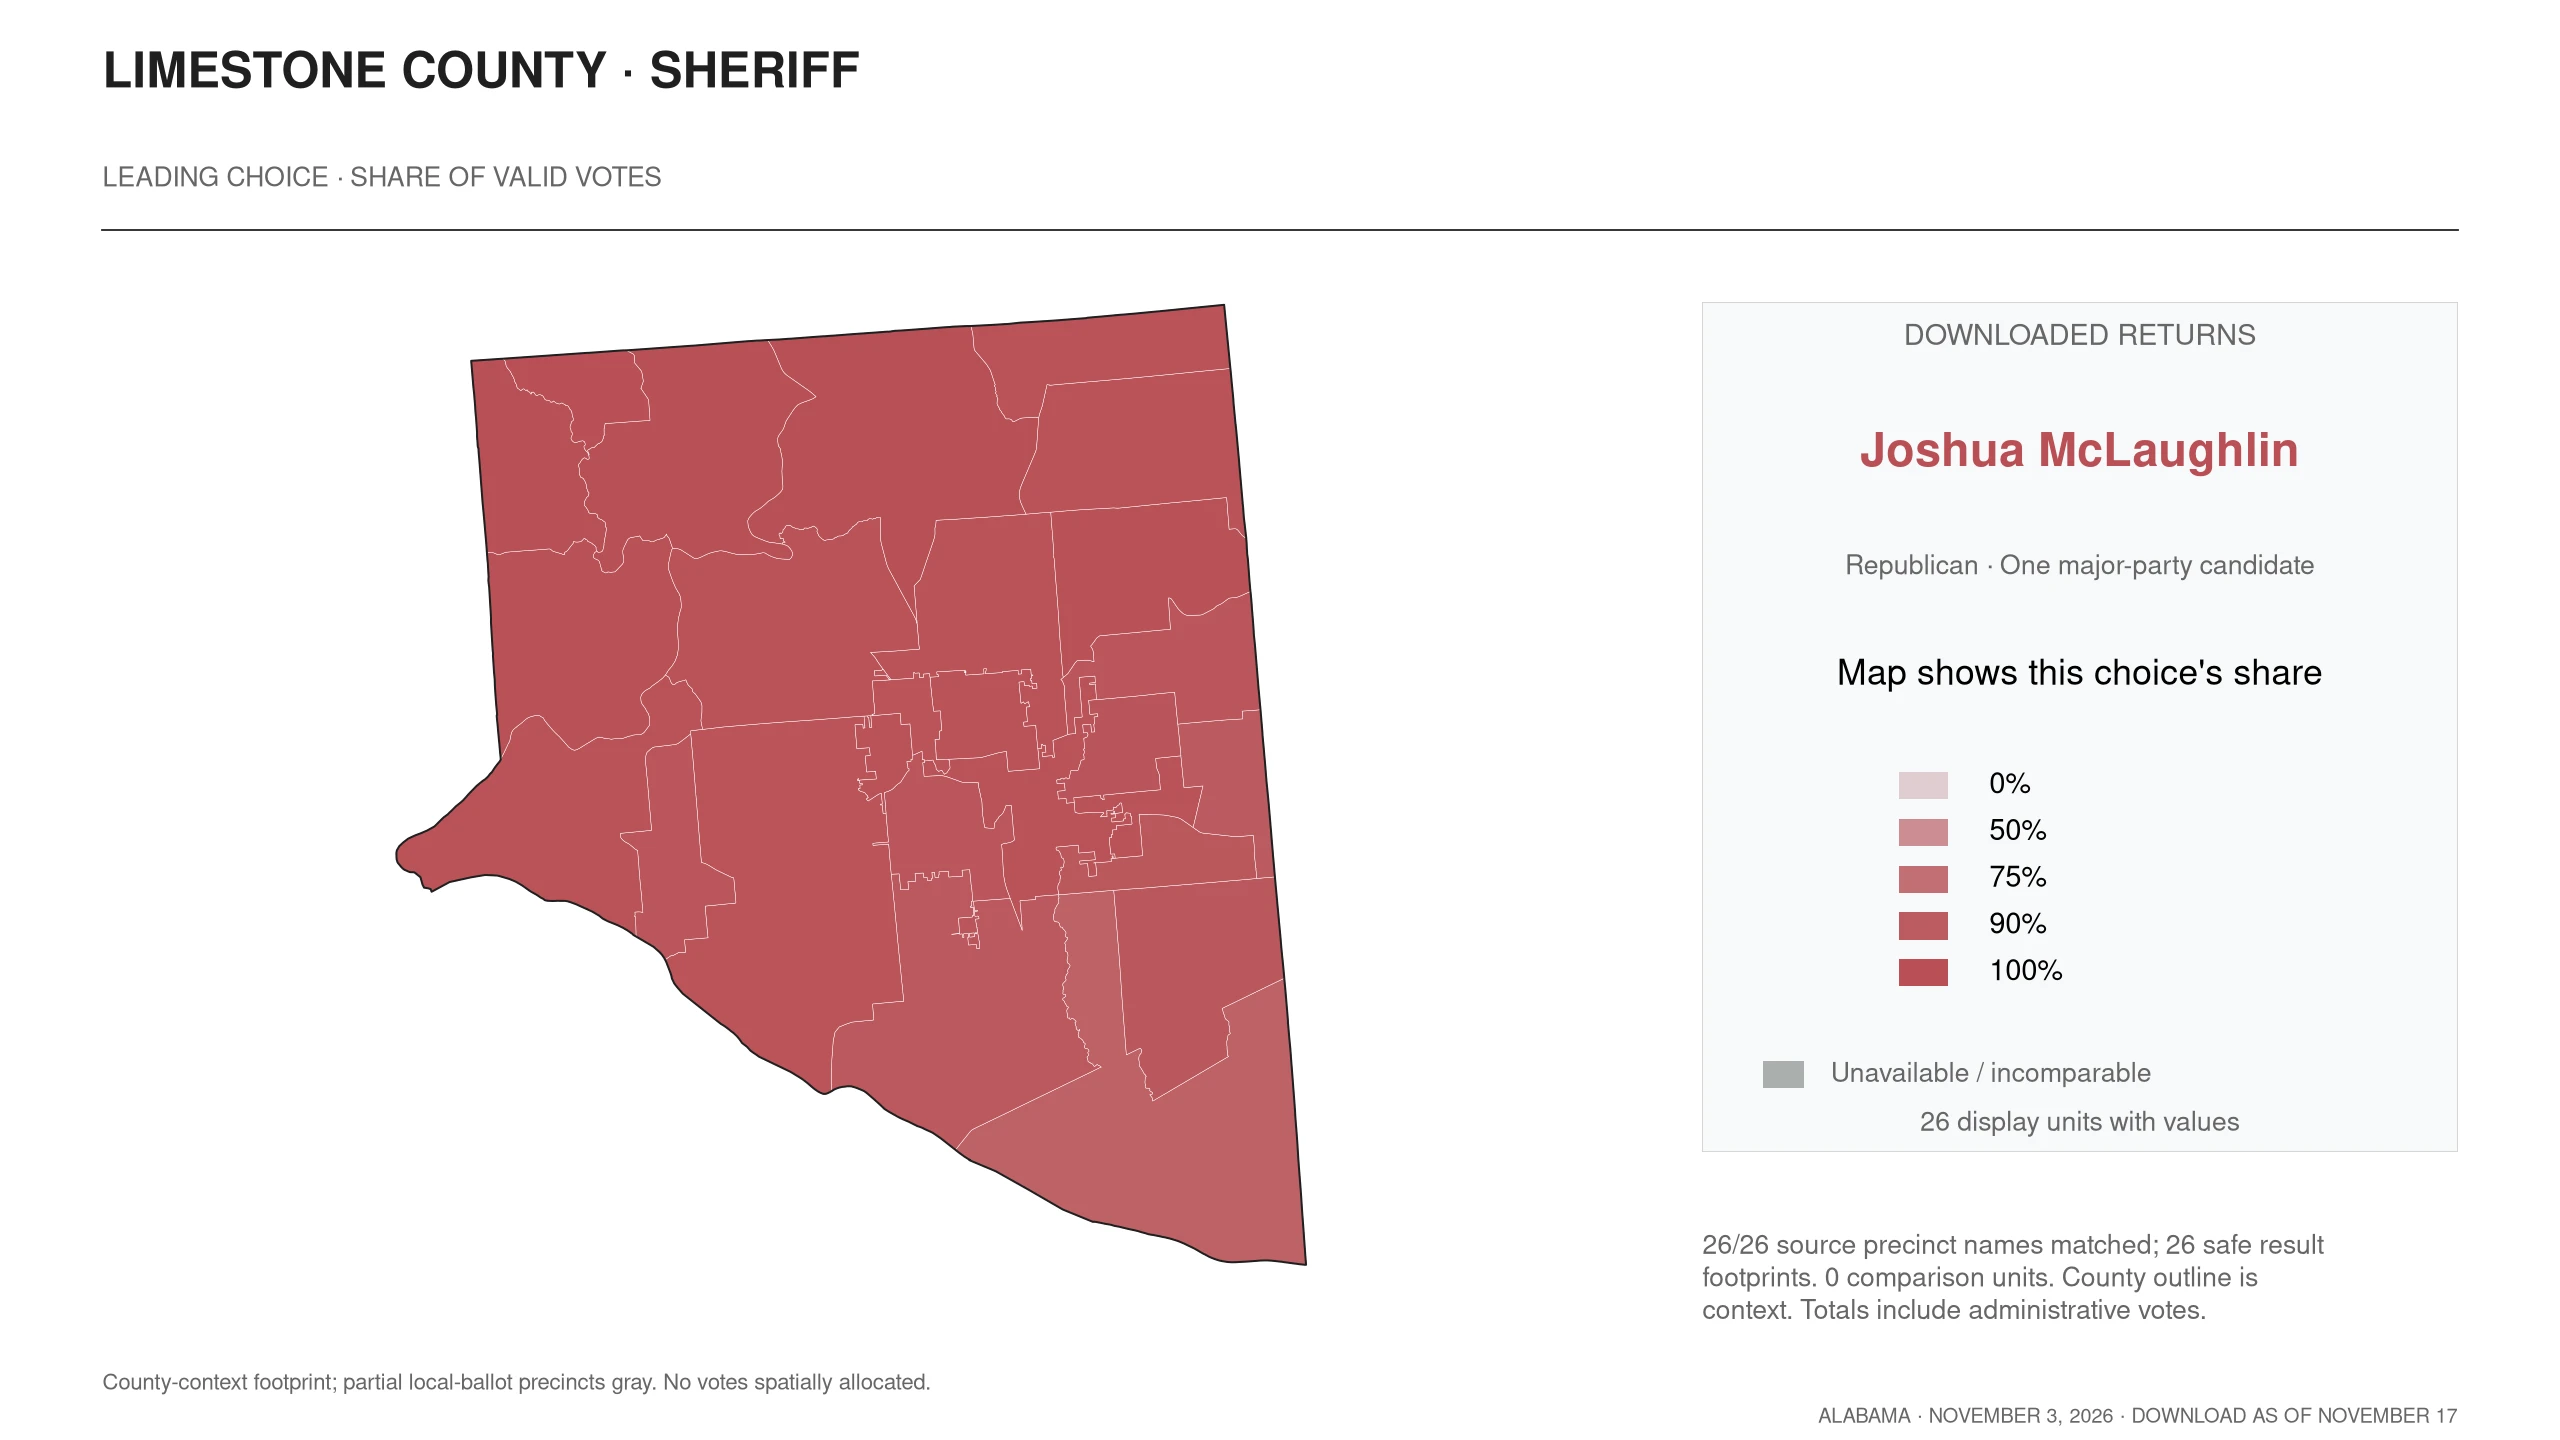 LIMESTONE COUNTY · SHERIFF
LEADING CHOICE · SHARE OF VALID VOTES
DOWNLOADED RETURNS
Joshua McLaughlin
Republican · One major-party candidate
Map shows this choice's share
0%
50%
75%
90%
100%
Unavailable / incomparable
26 display units with values
26/26 source precinct names matched; 26 safe result
footprints. 0 comparison units. County outline is
context. Totals include administrative votes.
County-context footprint; partial local-ballot precincts gray. No votes spatially allocated.
ALABAMA · NOVEMBER 3, 2026 · DOWNLOAD AS OF NOVEMBER 17